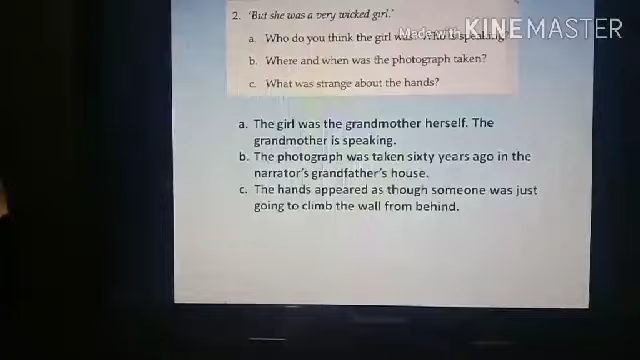 2. 'But she was a very wicked girl.'
Made with KINEMASTER
a. Who do you think the girl was? Who is speaking
b. Where and when was the photograph taken?
c. What was strange about the hands?
a. The girl was the grandmother herself. The
grandmother is speaking.
b. The photograph was taken sixty years ago in the
narrator's grandfather's house.
c. The hands appeared as though someone was just
going to climb the wall from behind.